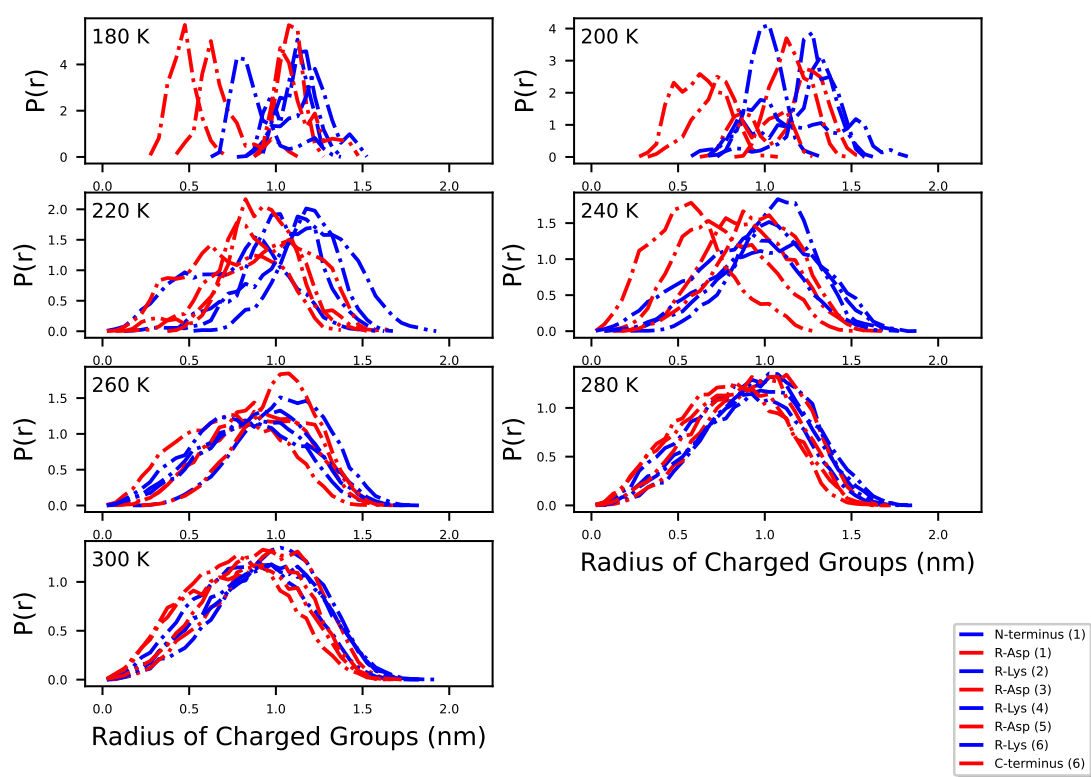 180 K
P(r)
4
2
0
0.0 0.5 1.0 1.5 2.0
200 K
P(r)
4
3
2
1
0
0.0 0.5 1.0 1.5 2.0
220 K
P(r)
2.0
1.5
1.0
0.5
0.0
0.0 0.5 1.0 1.5 2.0
240 K
P(r)
1.5
1.0
0.5
0.0
0.0 0.5 1.0 1.5 2.0
260 K
P(r)
1.5
1.0
0.5
0.0
0.0 0.5 1.0 1.5 2.0
280 K
P(r)
1.0
0.5
0.0
0.0 0.5 1.0 1.5 2.0
Radius of Charged Groups (nm)
300 K
P(r)
1.0
0.5
0.0
0.0 0.5 1.0 1.5 2.0
Radius of Charged Groups (nm)
N-terminus (1)
R-Asp (1)
R-Lys (2)
R-Asp (3)
R-Lys (4)
R-Asp (5)
R-Lys (6)
C-terminus (6)